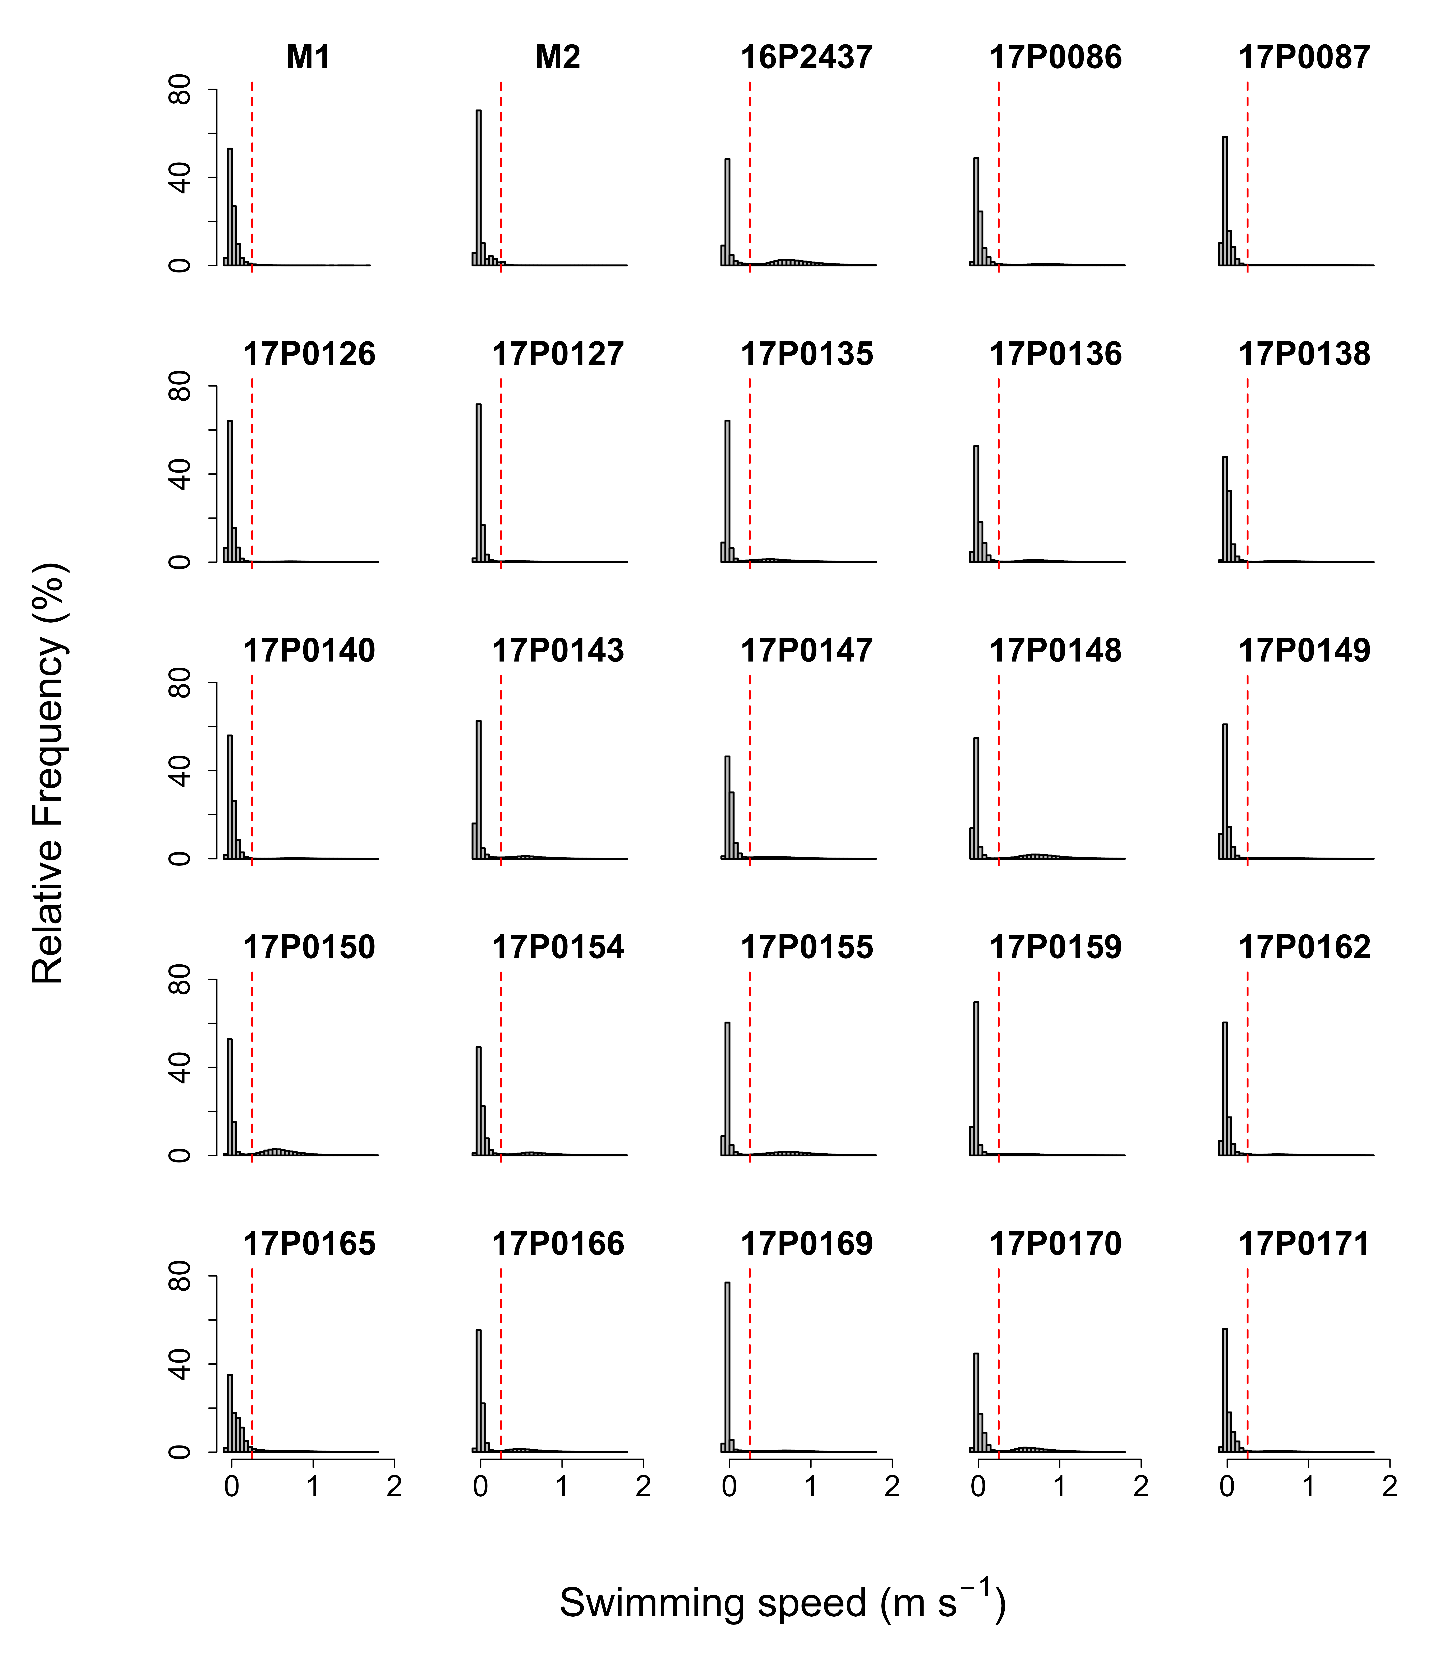 M1 M2 16P2437 17P0086 17P0087
80
40
0
17P0126 17P0127 17P0135 17P0136 17P0138
80
40
0
17P0140 17P0143 17P0147 17P0148 17P0149
80
40
0
17P0150 17P0154 17P0155 17P0159 17P0162
80
40
0
17P0165 17P0166 17P0169 17P0170 17P0171
80
40
0
0 1 2 0 1 2 0 1 2 0 1 2 0 1 2
Relative Frequency (%)
Swimming speed (m s⁻¹)